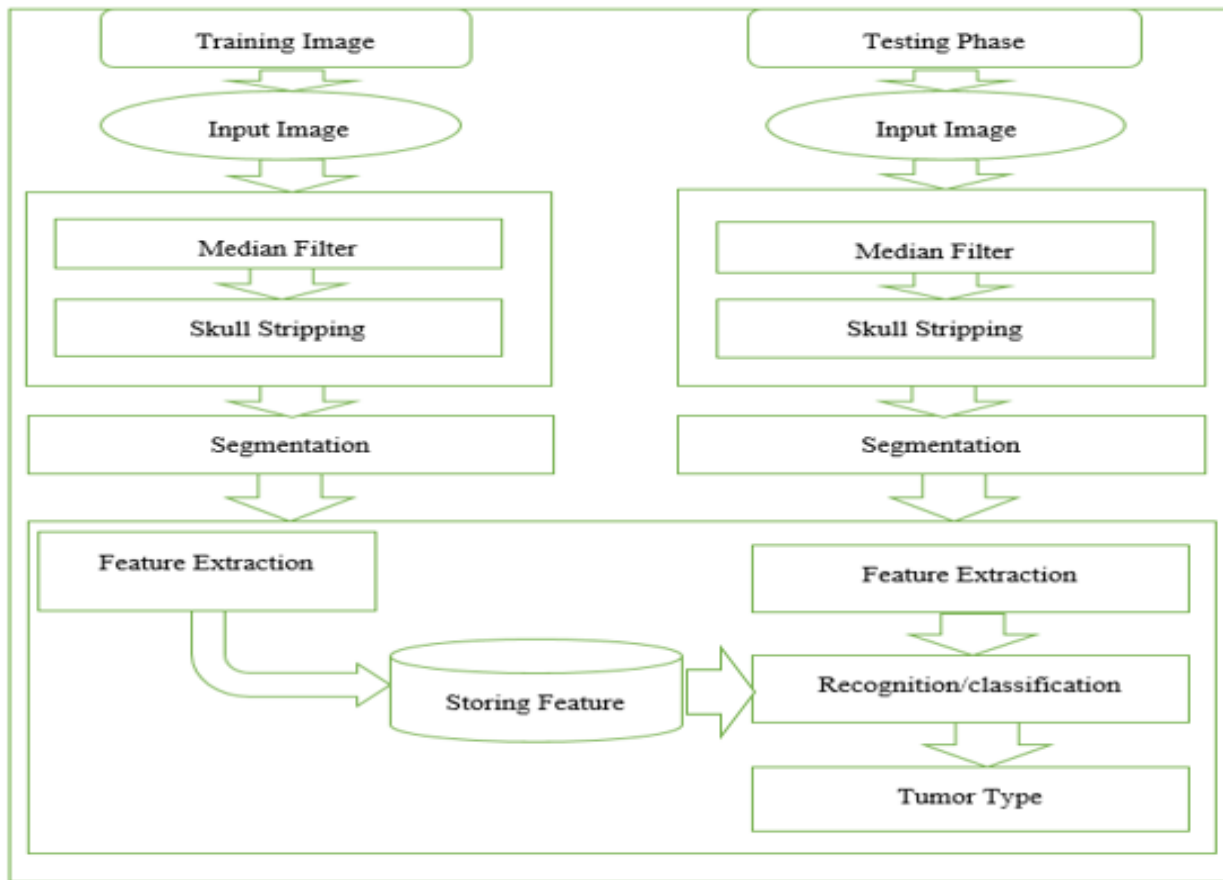 Training Image
Input Image
Median Filter
Skull Stripping
Segmentation
Feature Extraction
Storing Feature
Testing Phase
Input Image
Median Filter
Skull Stripping
Segmentation
Feature Extraction
Recognition/classification
Tumor Type